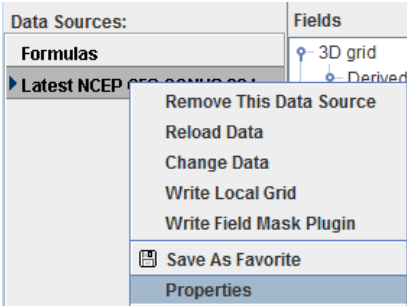 Data Sources:
Fields
Formulas
3D grid
Latest NCEP
Derived
Remove This Data Source
Reload Data
Change Data
Write Local Grid
Write Field Mask Plugin
Save As Favorite
Properties